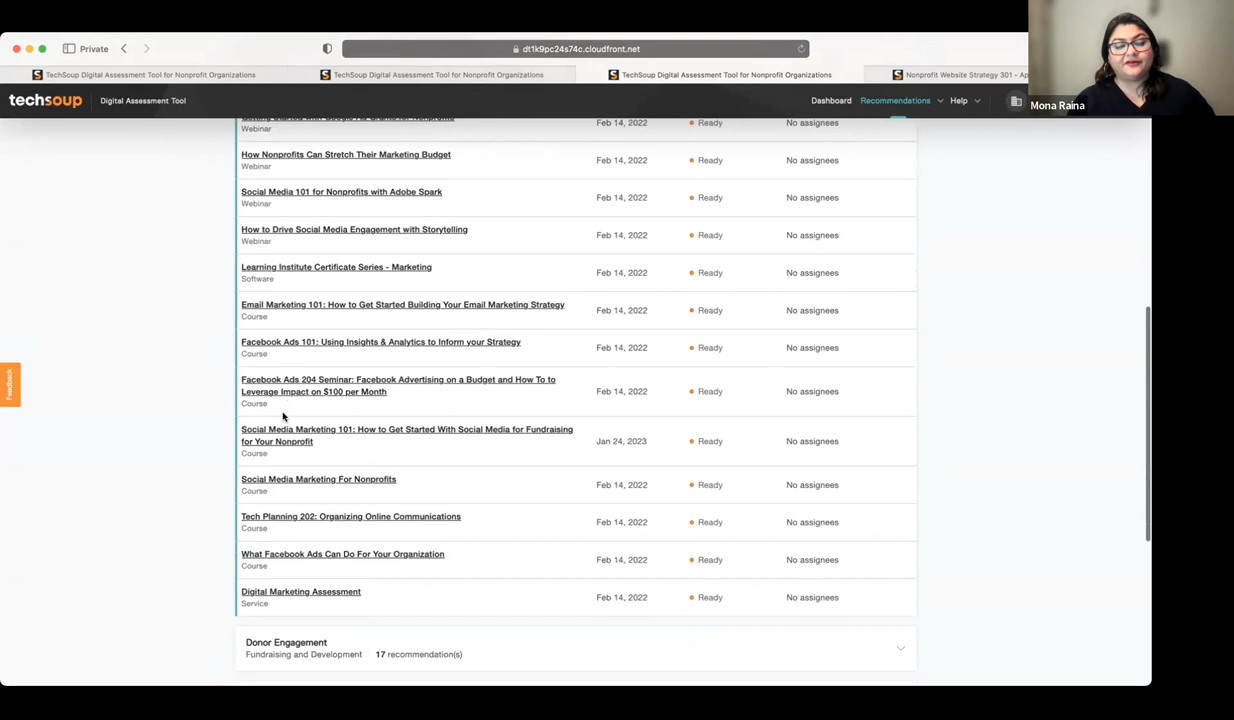 Private
dt1k9pc24s74c.cloudfront.net
TechSoup Digital Assessment Tool for Nonprofit Organizations
TechSoup Digital Assessment Tool for Nonprofit Organizations
TechSoup Digital Assessment Tool for Nonprofit Organizations
Nonprofit Website Strategy 301 - Ap
Mona Raina
techsoup
Digital Assessment Tool
Dashboard
Recommendations
Help
Webinar
Feb 14, 2022
Ready
No assignees
How Nonprofits Can Stretch Their Marketing Budget
Webinar
Feb 14, 2022
Ready
No assignees
Social Media 101 for Nonprofits with Adobe Spark
Webinar
Feb 14, 2022
Ready
No assignees
How to Drive Social Media Engagement with Storytelling
Webinar
Feb 14, 2022
Ready
No assignees
Learning Institute Certificate Series - Marketing
Software
Feb 14, 2022
Ready
No assignees
Email Marketing 101: How to Get Started Building Your Email Marketing Strategy
Course
Feb 14, 2022
Ready
No assignees
Facebook Ads 101: Using Insights & Analytics to Inform your Strategy
Course
Feb 14, 2022
Ready
No assignees
Facebook Ads 204 Seminar: Facebook Advertising on a Budget and How To to
Leverage Impact on $100 per Month
Course
Feb 14, 2022
Ready
No assignees
Social Media Marketing 101: How to Get Started With Social Media for Fundraising
for Your Nonprofit
Course
Jan 24, 2023
Ready
No assignees
Social Media Marketing For Nonprofits
Course
Feb 14, 2022
Ready
No assignees
Tech Planning 202: Organizing Online Communications
Course
Feb 14, 2022
Ready
No assignees
What Facebook Ads Can Do For Your Organization
Course
Feb 14, 2022
Ready
No assignees
Digital Marketing Assessment
Service
Feb 14, 2022
Ready
No assignees
Donor Engagement
Fundraising and Development 17 recommendation(s)
Feedback